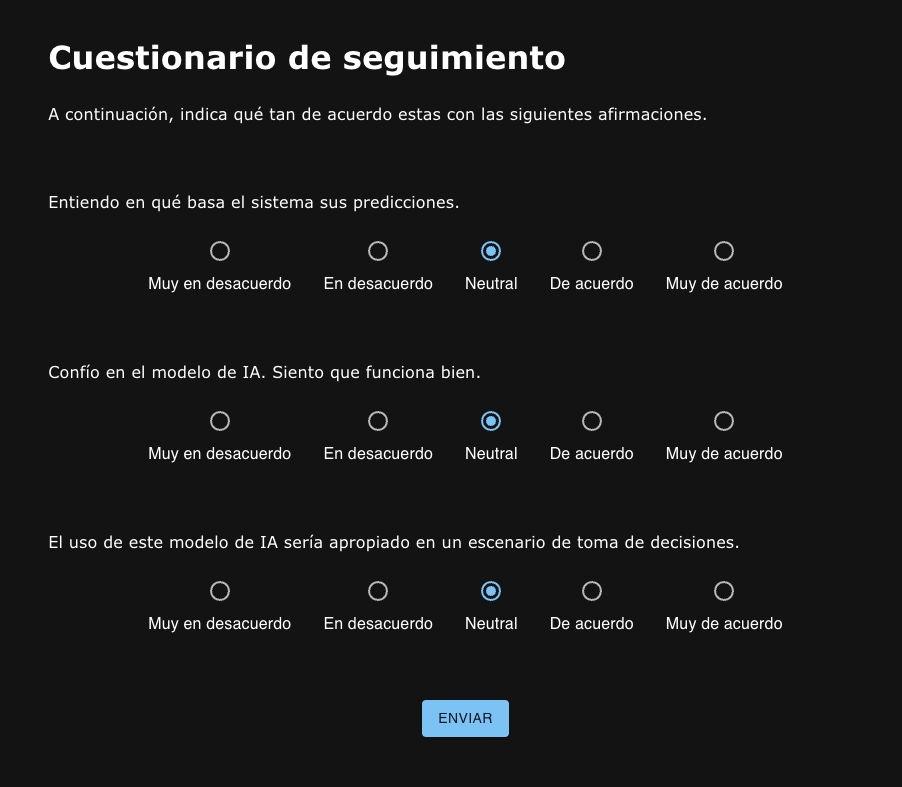 Cuestionario de seguimiento
A continuación, indica qué tan de acuerdo estas con las siguientes afirmaciones.
Entiendo en qué basa el sistema sus predicciones.
Muy en desacuerdo En desacuerdo Neutral De acuerdo Muy de acuerdo
Confío en el modelo de IA. Siento que funciona bien.
Muy en desacuerdo En desacuerdo Neutral De acuerdo Muy de acuerdo
El uso de este modelo de IA sería apropiado en un escenario de toma de decisiones.
Muy en desacuerdo En desacuerdo Neutral De acuerdo Muy de acuerdo
ENVIAR